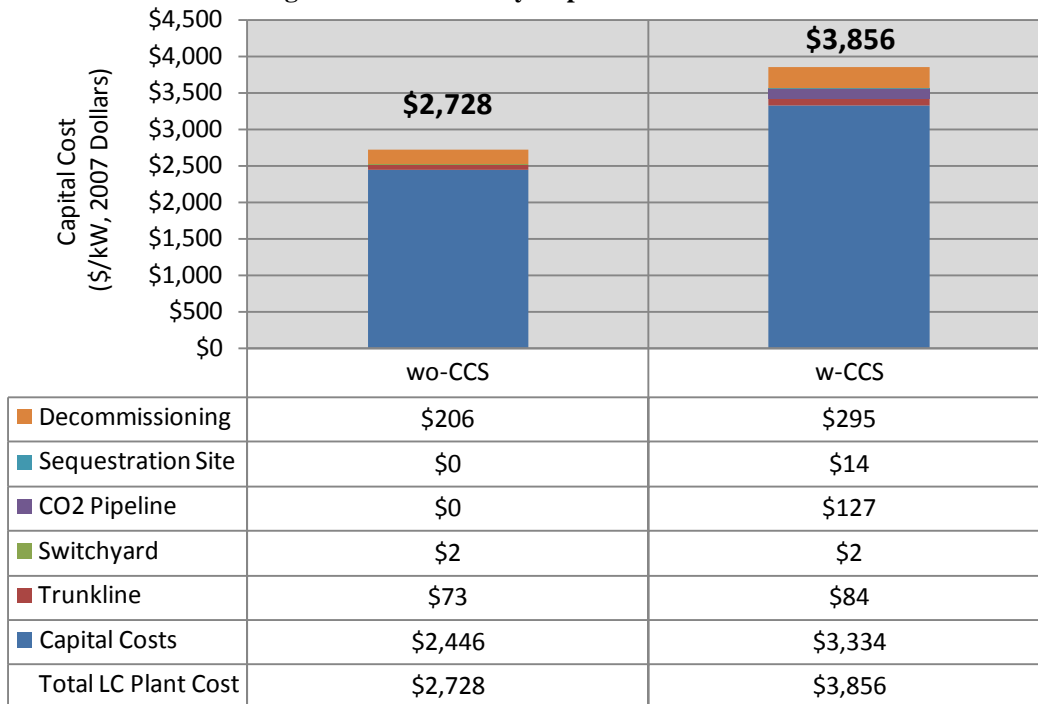 $4,500
$4,000
$3,500
$3,000
$2,500
$2,000
$1,500
$1,000
$500
$0
Capital Cost
($/kW, 2007 Dollars)
$2,728
$3,856
wo-CCS w-CCS
Decommissioning $206 $295
Sequestration Site $0 $14
CO2 Pipeline $0 $127
Switchyard $2 $2
Trunkline $73 $84
Capital Costs $2,446 $3,334
Total LC Plant Cost $2,728 $3,856